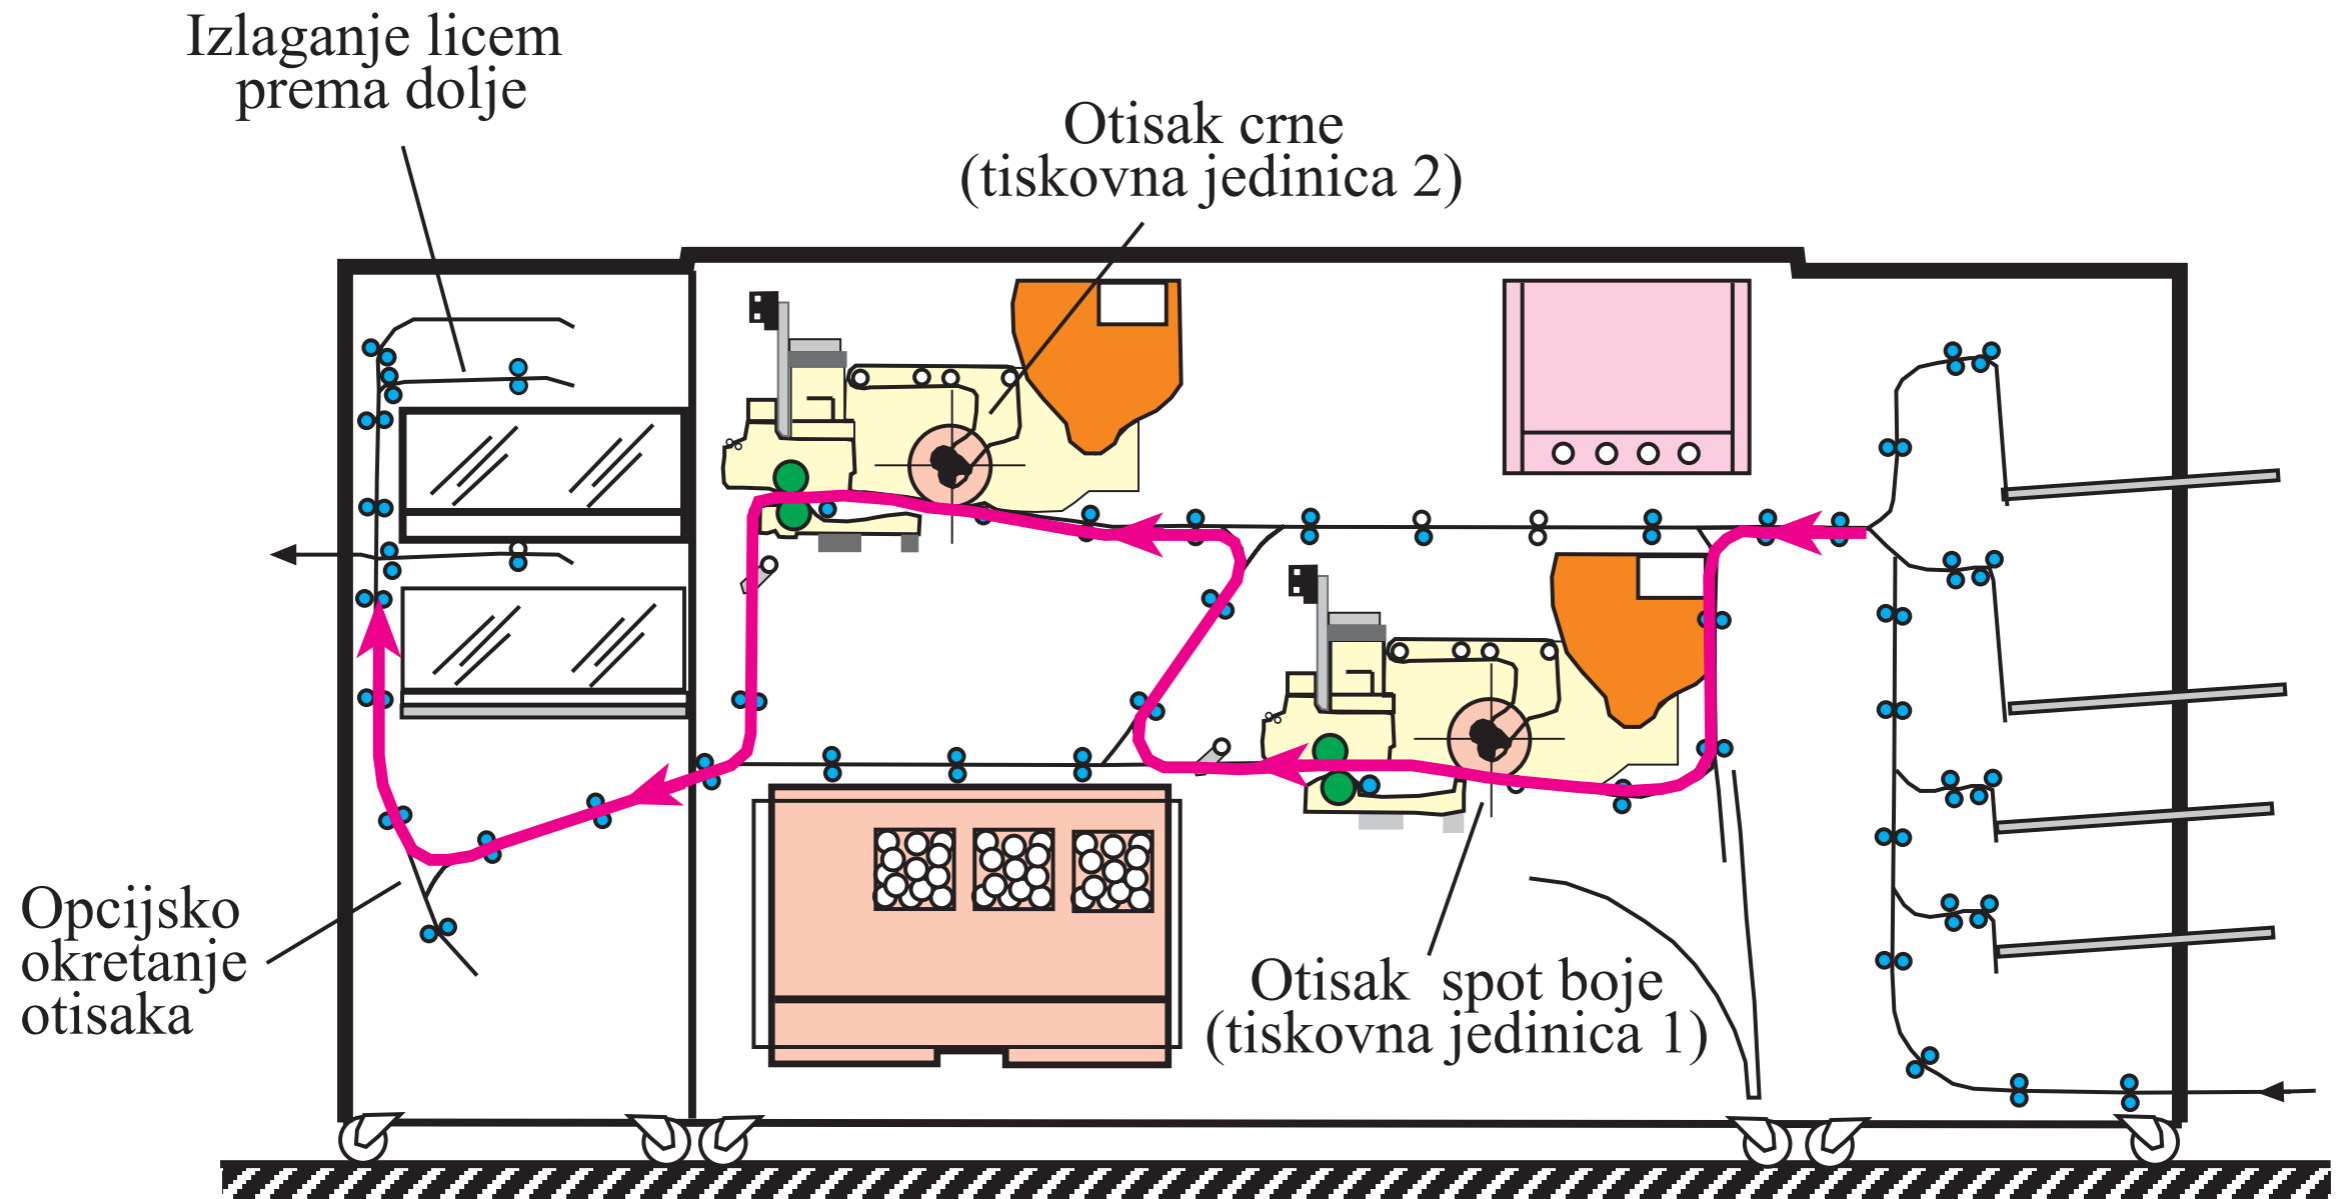 Izlaganje licem
prema dolje
Otisak crne
(tiskovna jedinica 2)
Opcijsko
okretanje
otisaka
Otisak spot boje
(tiskovna jedinica 1)